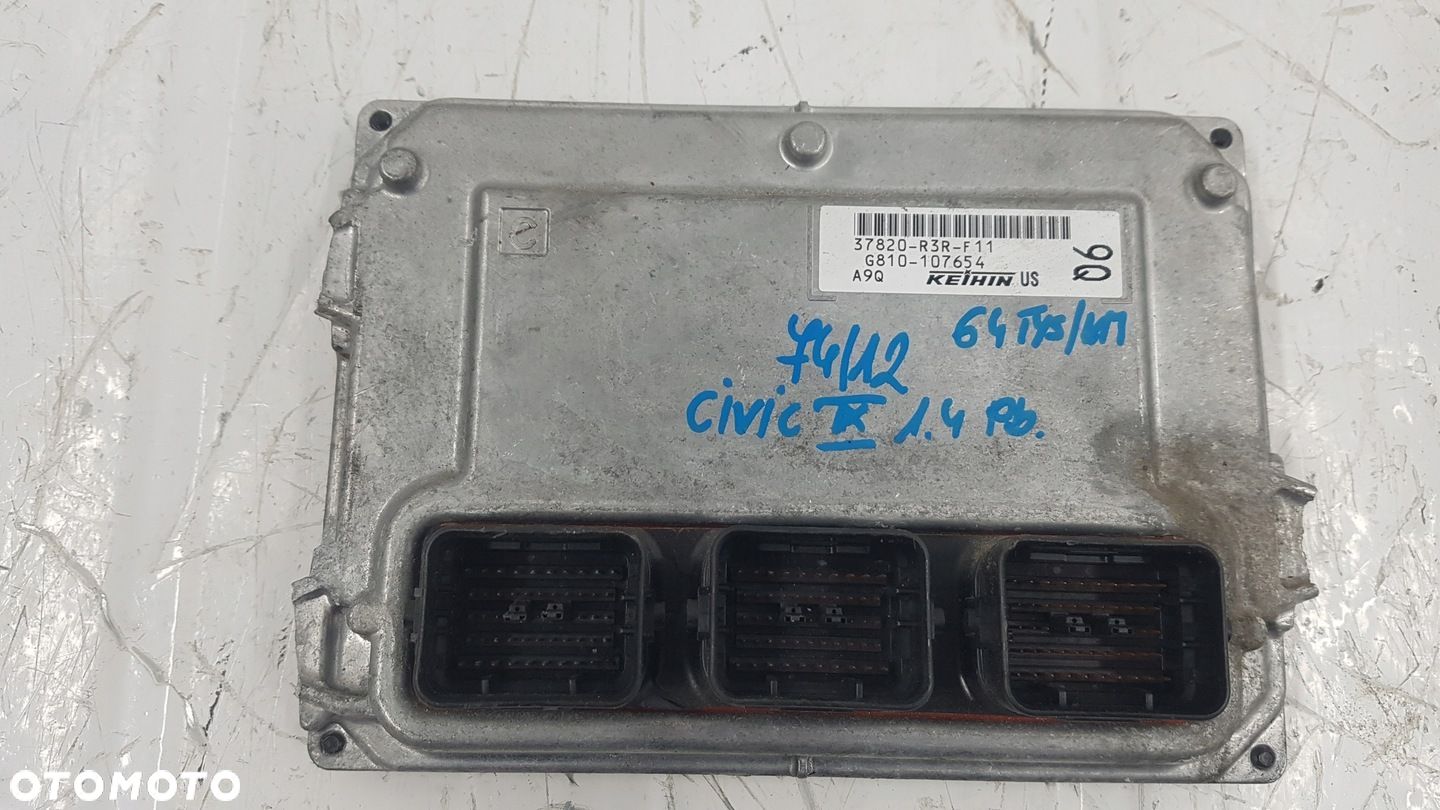 37820-R3R-F11
G810-107654
A9Q KEIHIN US
06
64 TYS/KM
74/12
CIVIC IX 1.4 Pb.
OTOMOTO